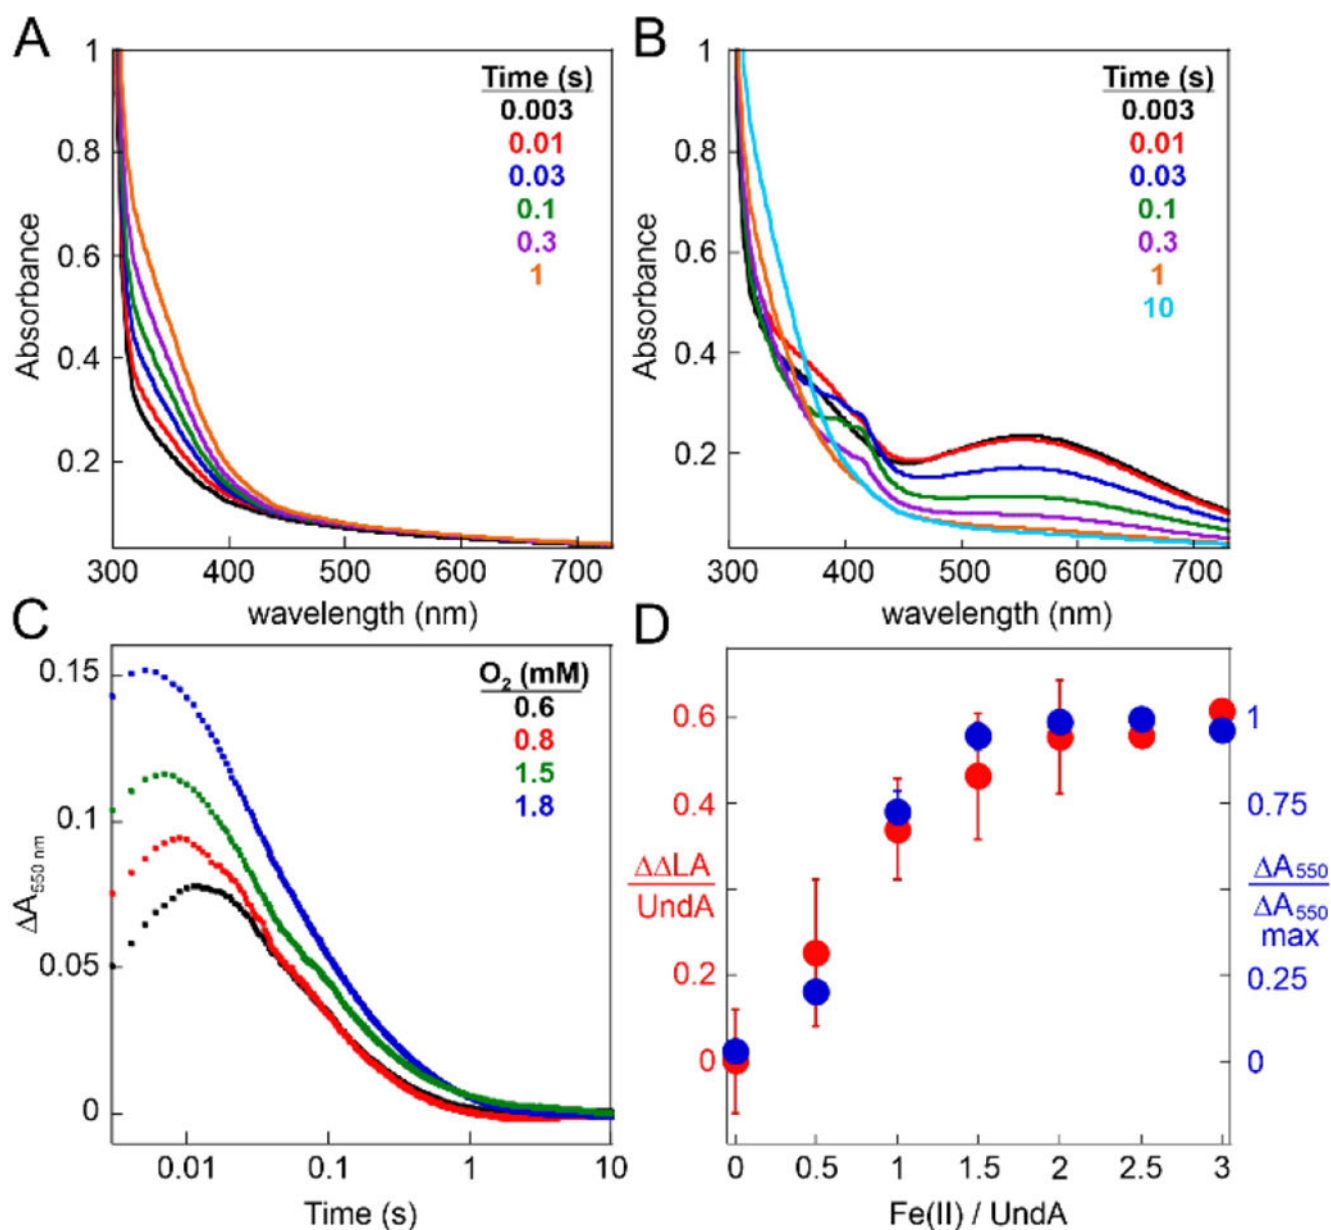 A
Time (s)
0.003
0.01
0.03
0.1
0.3
1
1
0.8
0.6
0.4
0.2
Absorbance
300 400 500 600 700
wavelength (nm)
B
Time (s)
0.003
0.01
0.03
0.1
0.3
1
10
1
0.8
0.6
0.4
0.2
Absorbance
300 400 500 600 700
wavelength (nm)
C
O₂ (mM)
0.6
0.8
1.5
1.8
0.15
0.1
0.05
0
ΔA₅₅₀ ₙₘ
0.01 0.1 1 10
Time (s)
D
0.6
0.4
ΔΔLA
UndA
0.2
0
1
0.75
ΔA₅₅₀
ΔA₅₅₀
max
0.25
0
0 0.5 1 1.5 2 2.5 3
Fe(II) / UndA